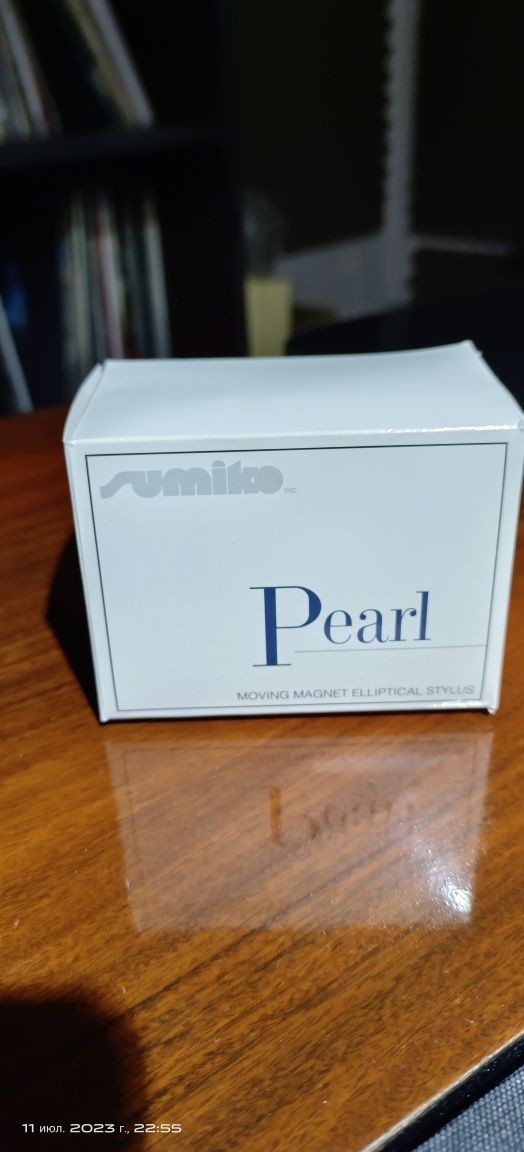 sumiko INC.
Pearl
MOVING MAGNET ELLIPTICAL STYLUS
11 июл. 2023 г., 22:55